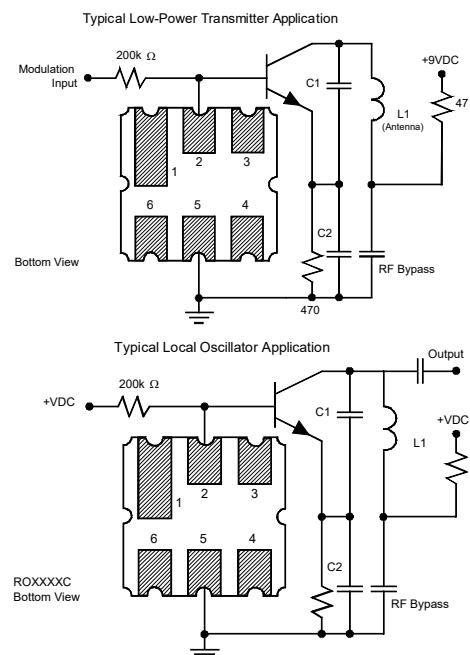 Typical Low-Power Transmitter Application
200k Ω
Modulation
Input
C1
+9VDC
L1
(Antenna)
47
1
2
3
6
5
4
C2
Bottom View
RF Bypass
470
Typical Local Oscillator Application
Output
200k Ω
+VDC
C1
+VDC
L1
1
2
3
6
5
4
C2
ROXXXXC
Bottom View
RF Bypass